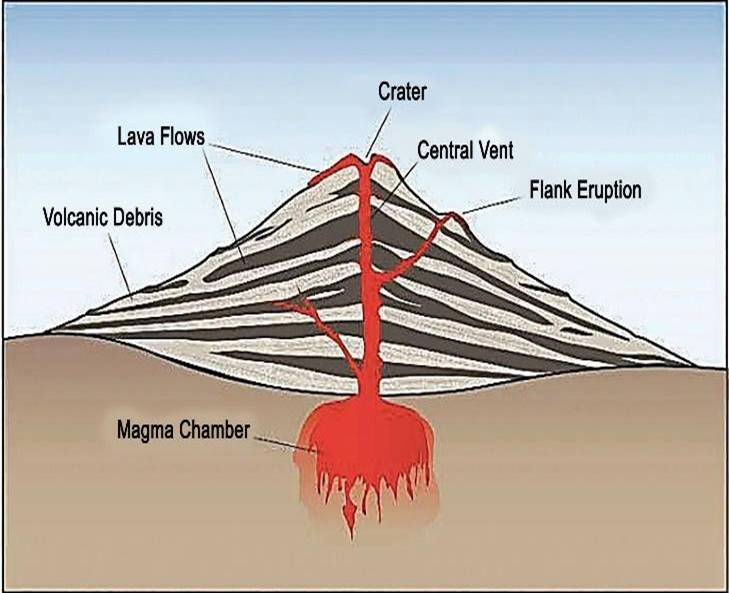 Crater
Lava Flows
Central Vent
Flank Eruption
Volcanic Debris
Magma Chamber